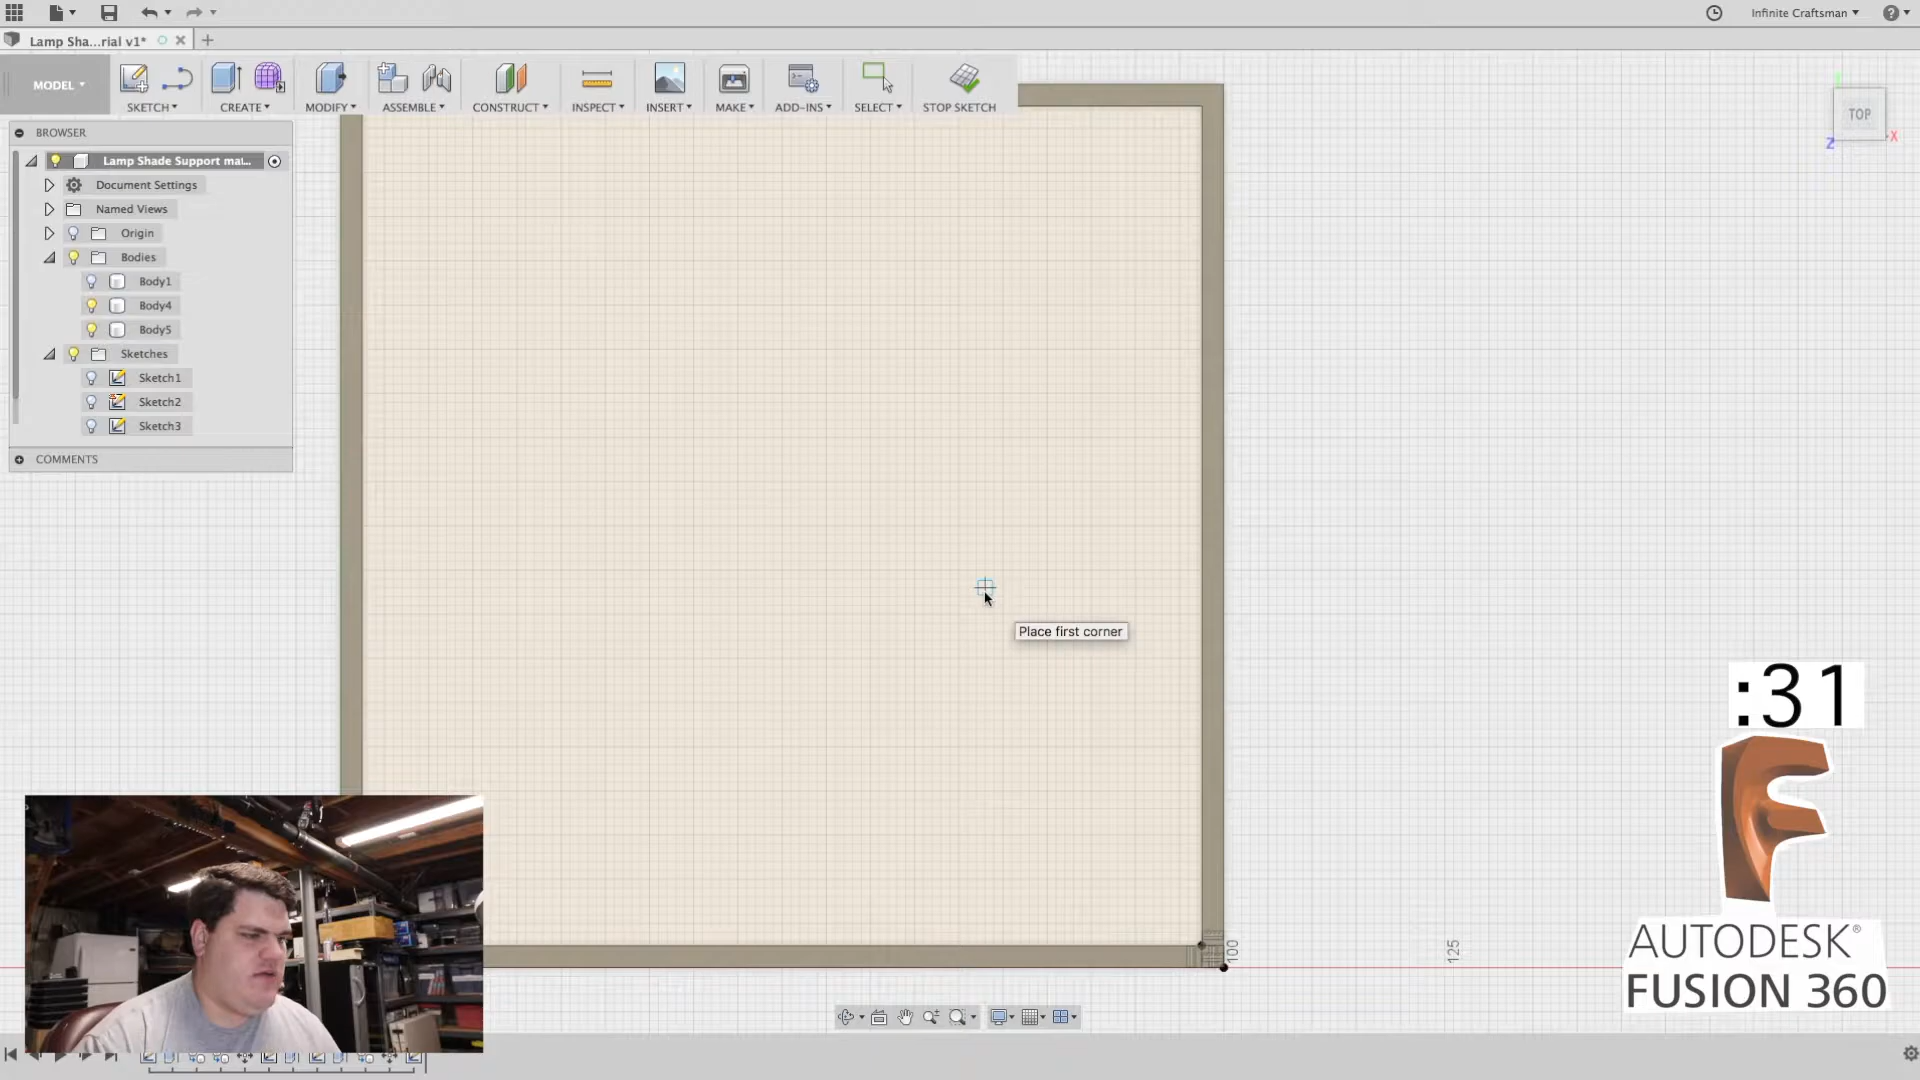 Infinite Craftsman
Lamp Sha...rial v1*
MODEL
SKETCH
CREATE
MODIFY
ASSEMBLE
CONSTRUCT
INSPECT
INSERT
MAKE
ADD-INS
SELECT
STOP SKETCH
TOP
X
Z
BROWSER
Lamp Shade Support mat...
Document Settings
Named Views
Origin
Bodies
Body1
Body4
Body5
Sketches
Sketch1
Sketch2
Sketch3
COMMENTS
Place first corner
:31
100
125
AUTODESK®
FUSION 360